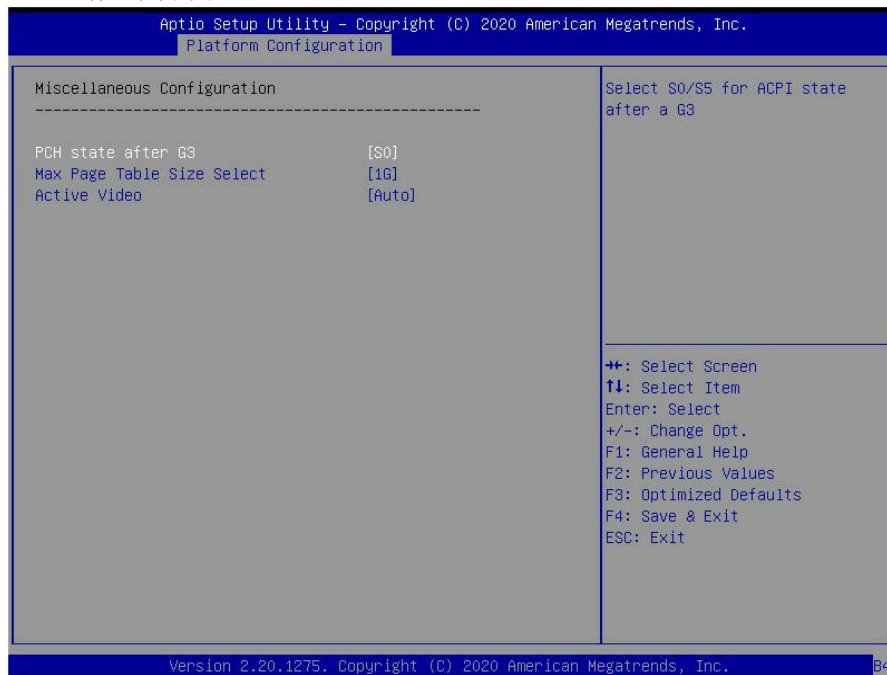 Aptio Setup Utility – Copyright (C) 2020 American Megatrends, Inc.
Platform Configuration
Miscellaneous Configuration
--------------------------------------------------
PCH state after G3 [S0]
Max Page Table Size Select [1G]
Active Video [Auto]
Select S0/S5 for ACPI state
after a G3
→←: Select Screen
↑↓: Select Item
Enter: Select
+/-: Change Opt.
F1: General Help
F2: Previous Values
F3: Optimized Defaults
F4: Save & Exit
ESC: Exit
Version 2.20.1275. Copyright (C) 2020 American Megatrends, Inc.
B4